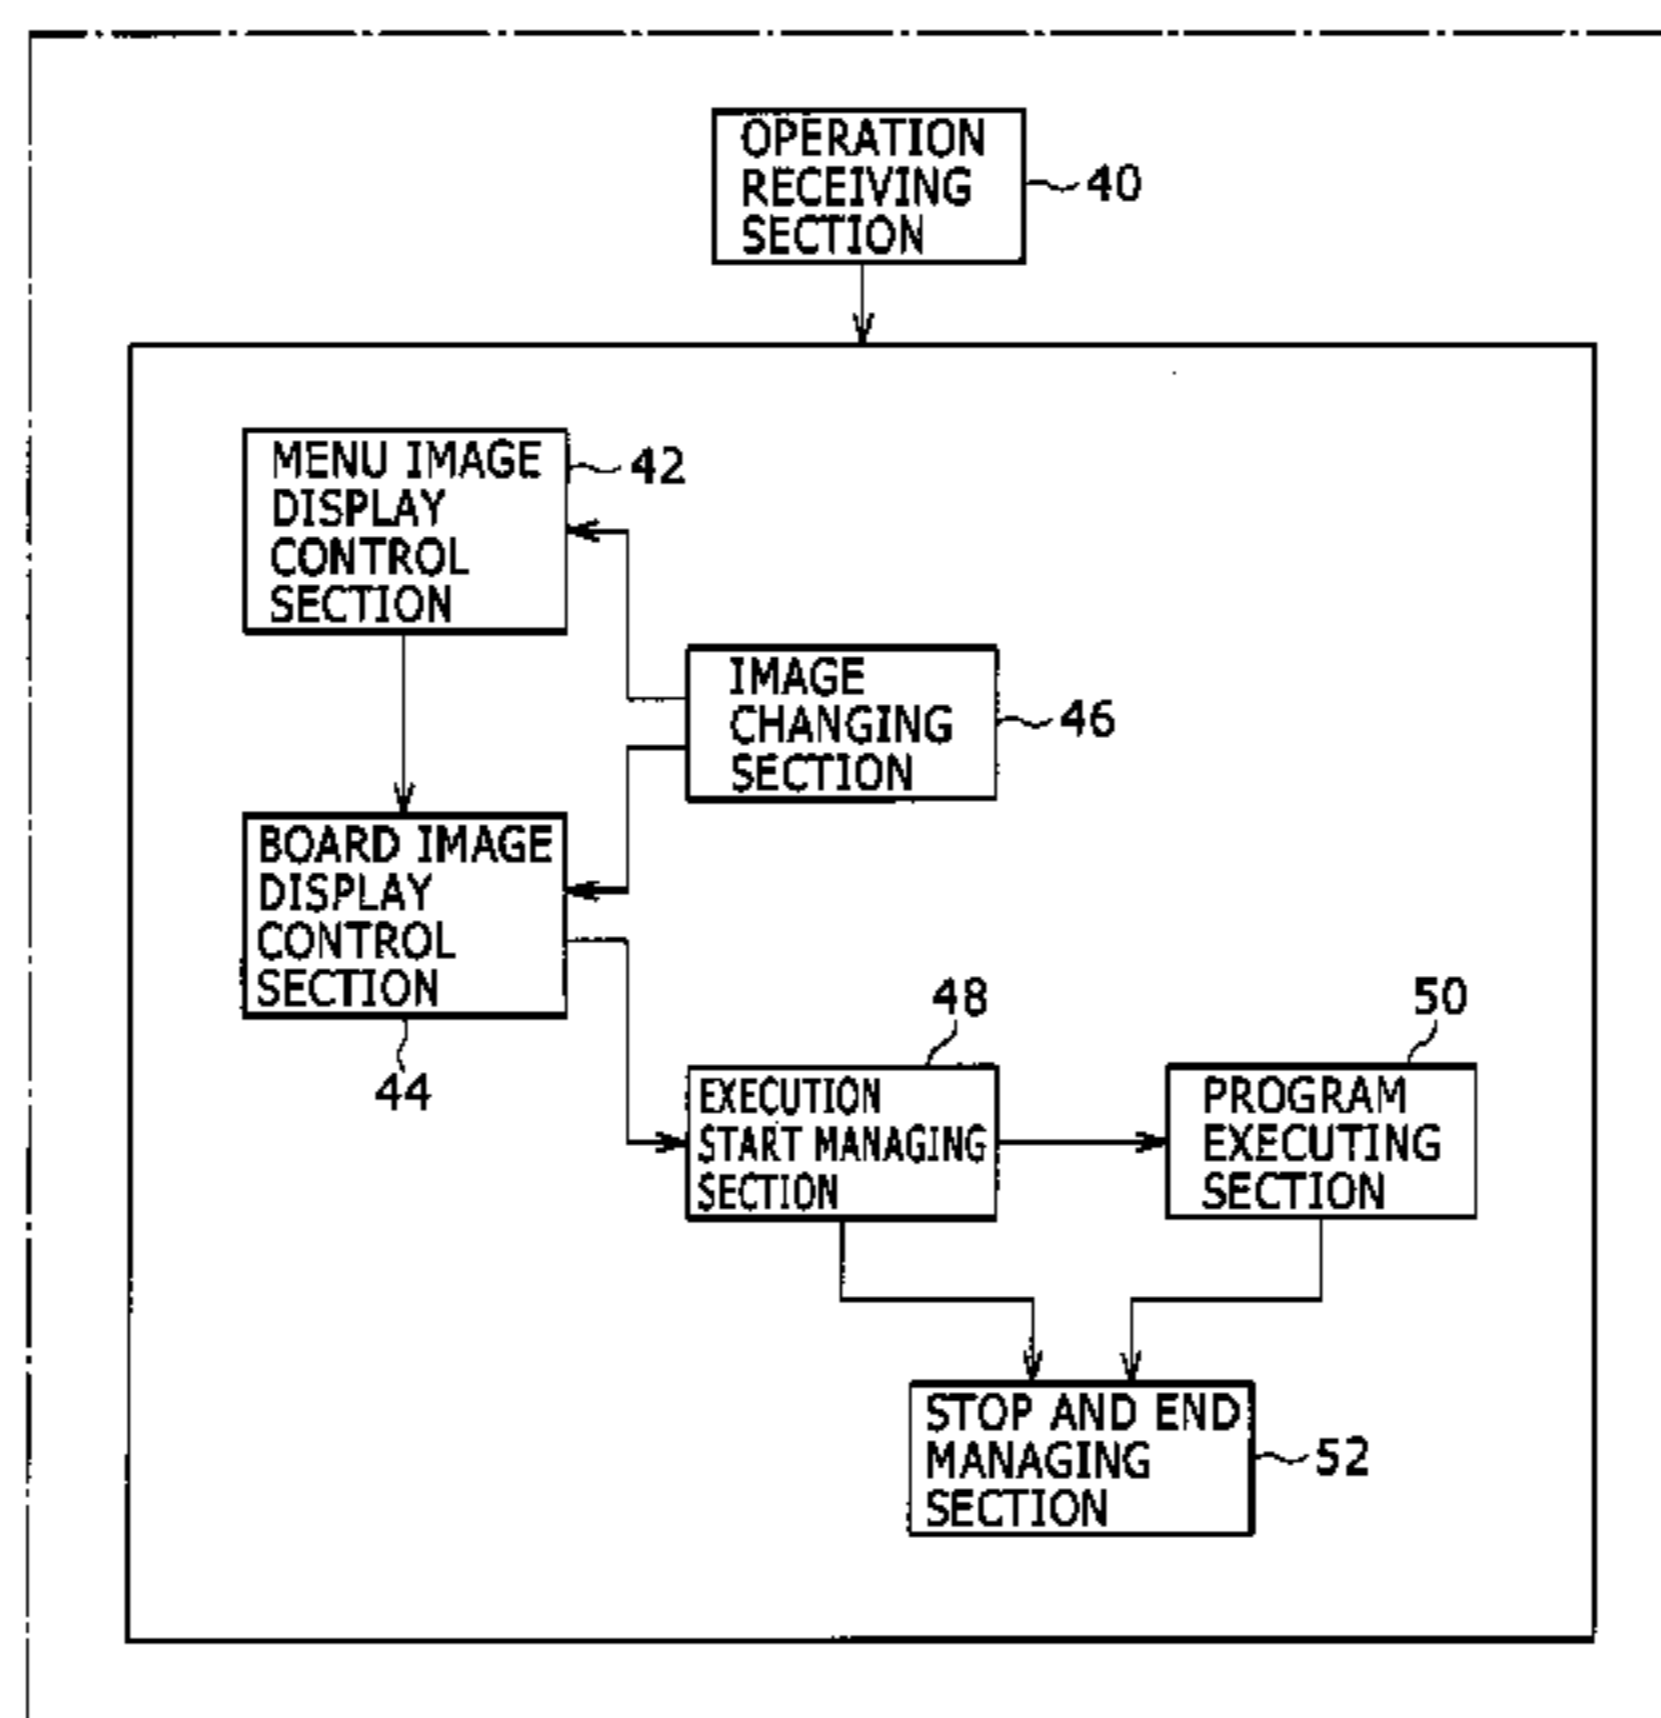 OPERATION
RECEIVING
SECTION
40
MENU IMAGE
DISPLAY
CONTROL
SECTION
42
IMAGE
CHANGING
SECTION
46
BOARD IMAGE
DISPLAY
CONTROL
SECTION
44
48
EXECUTION
START MANAGING
SECTION
50
PROGRAM
EXECUTING
SECTION
STOP AND END
MANAGING
SECTION
52